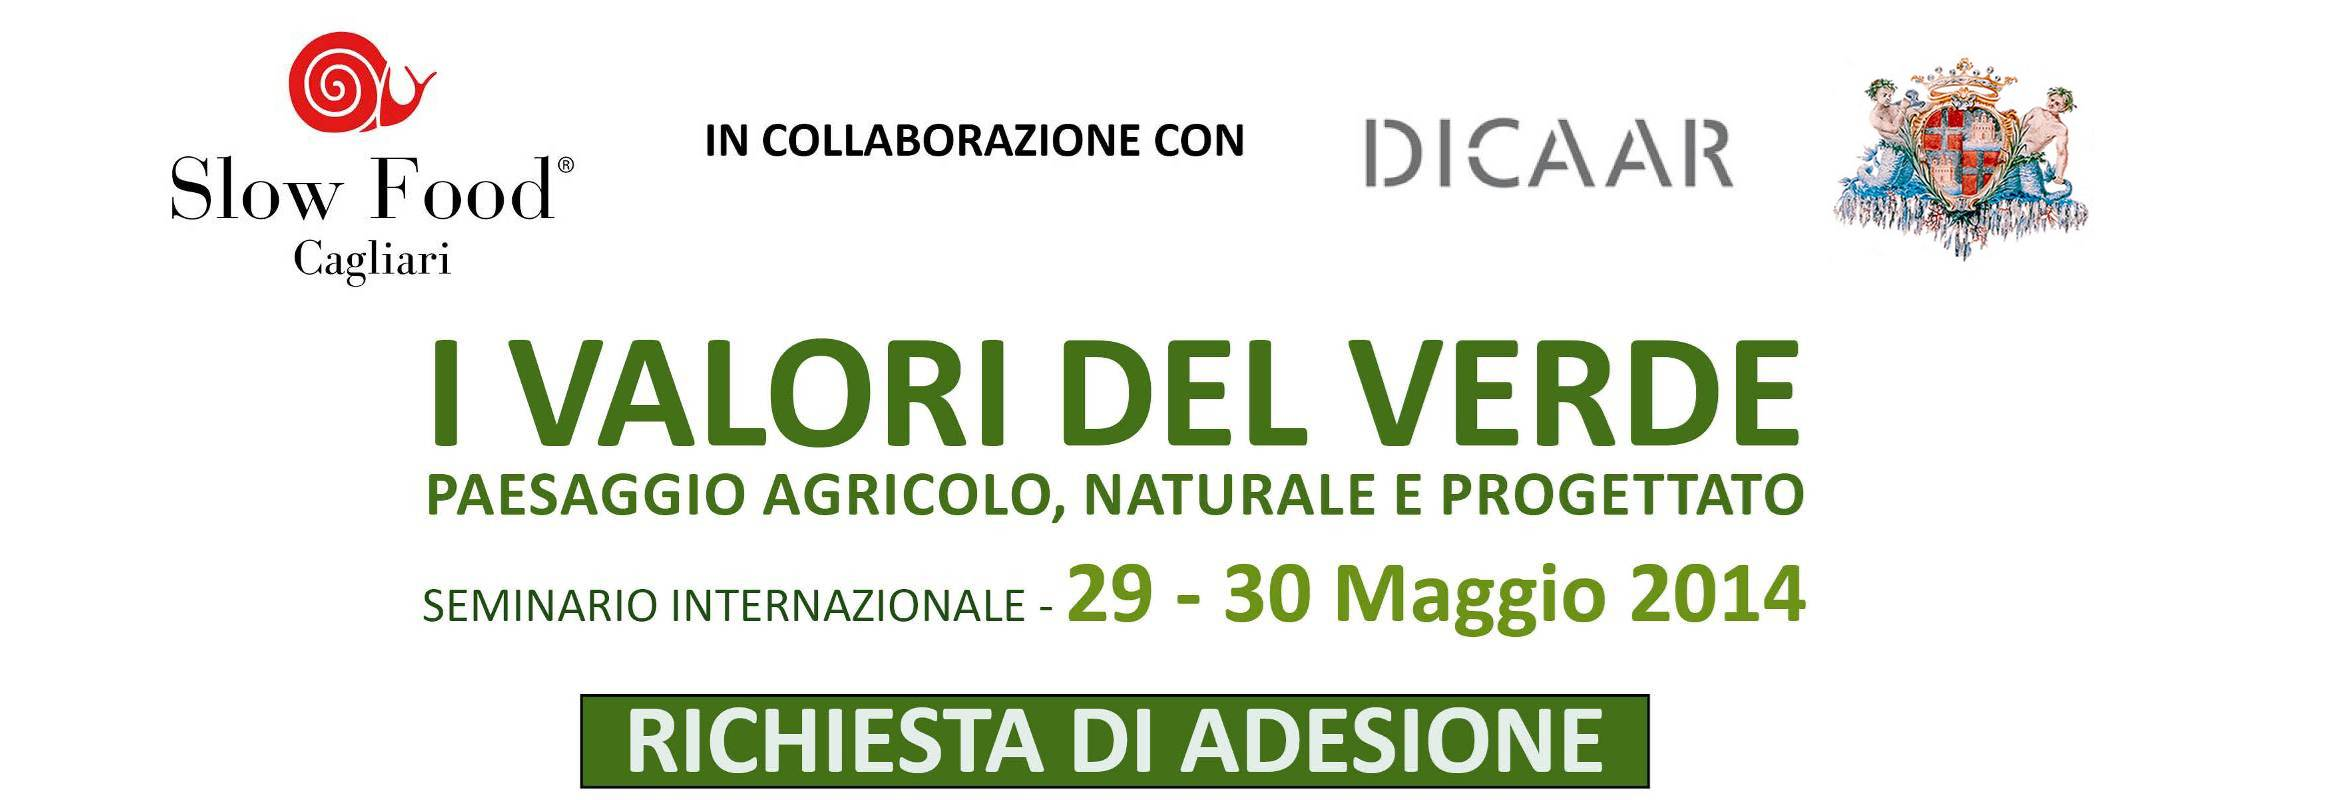 Slow Food®
Cagliari
IN COLLABORAZIONE CON
DICAAR
I VALORI DEL VERDE
PAESAGGIO AGRICOLO, NATURALE E PROGETTATO
SEMINARIO INTERNAZIONALE - 29 - 30 Maggio 2014
RICHIESTA DI ADESIONE